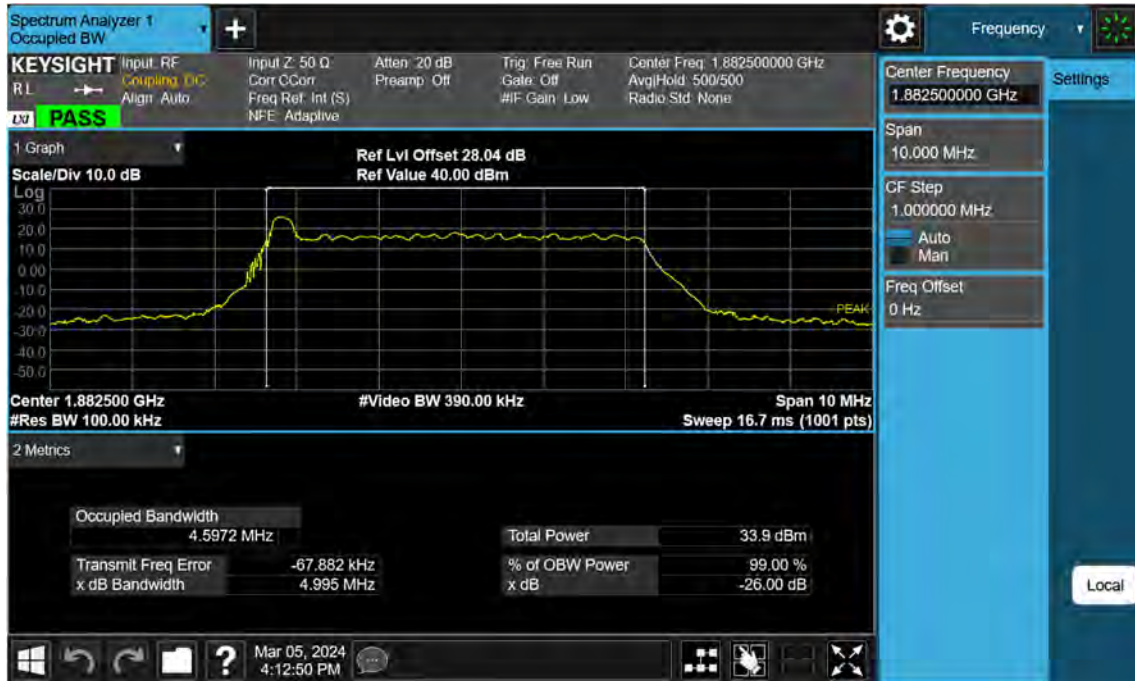 Spectrum Analyzer 1
Occupied BW
+
Frequency
KEYSIGHT
RL
LXI
PASS
Input: RF
Coupling: DC
Align: Auto
Input Z: 50 Ω
Corr CCorr
Freq Ref: Int (S)
NFE: Adaptive
Atten: 20 dB
Preamp: Off
Trig: Free Run
Gate: Off
#IF Gain: Low
Center Freq: 1.882500000 GHz
Avg|Hold: 500/500
Radio Std: None
Center Frequency
1.882500000 GHz
Settings
Span
10.000 MHz
CF Step
1.000000 MHz
Auto
Man
Freq Offset
0 Hz
1 Graph
Scale/Div 10.0 dB
Ref Lvl Offset 28.04 dB
Ref Value 40.00 dBm
Log
30.0
20.0
10.0
0.00
-10.0
-20.0
-30.0
-40.0
-50.0
PEAK
Center 1.882500 GHz
#Video BW 390.00 kHz
Span 10 MHz
#Res BW 100.00 kHz
Sweep 16.7 ms (1001 pts)
2 Metrics
Occupied Bandwidth
4.5972 MHz
Total Power
33.9 dBm
Transmit Freq Error
-67.882 kHz
% of OBW Power
99.00 %
x dB Bandwidth
4.995 MHz
x dB
-26.00 dB
Local
?
Mar 05, 2024
4:12:50 PM